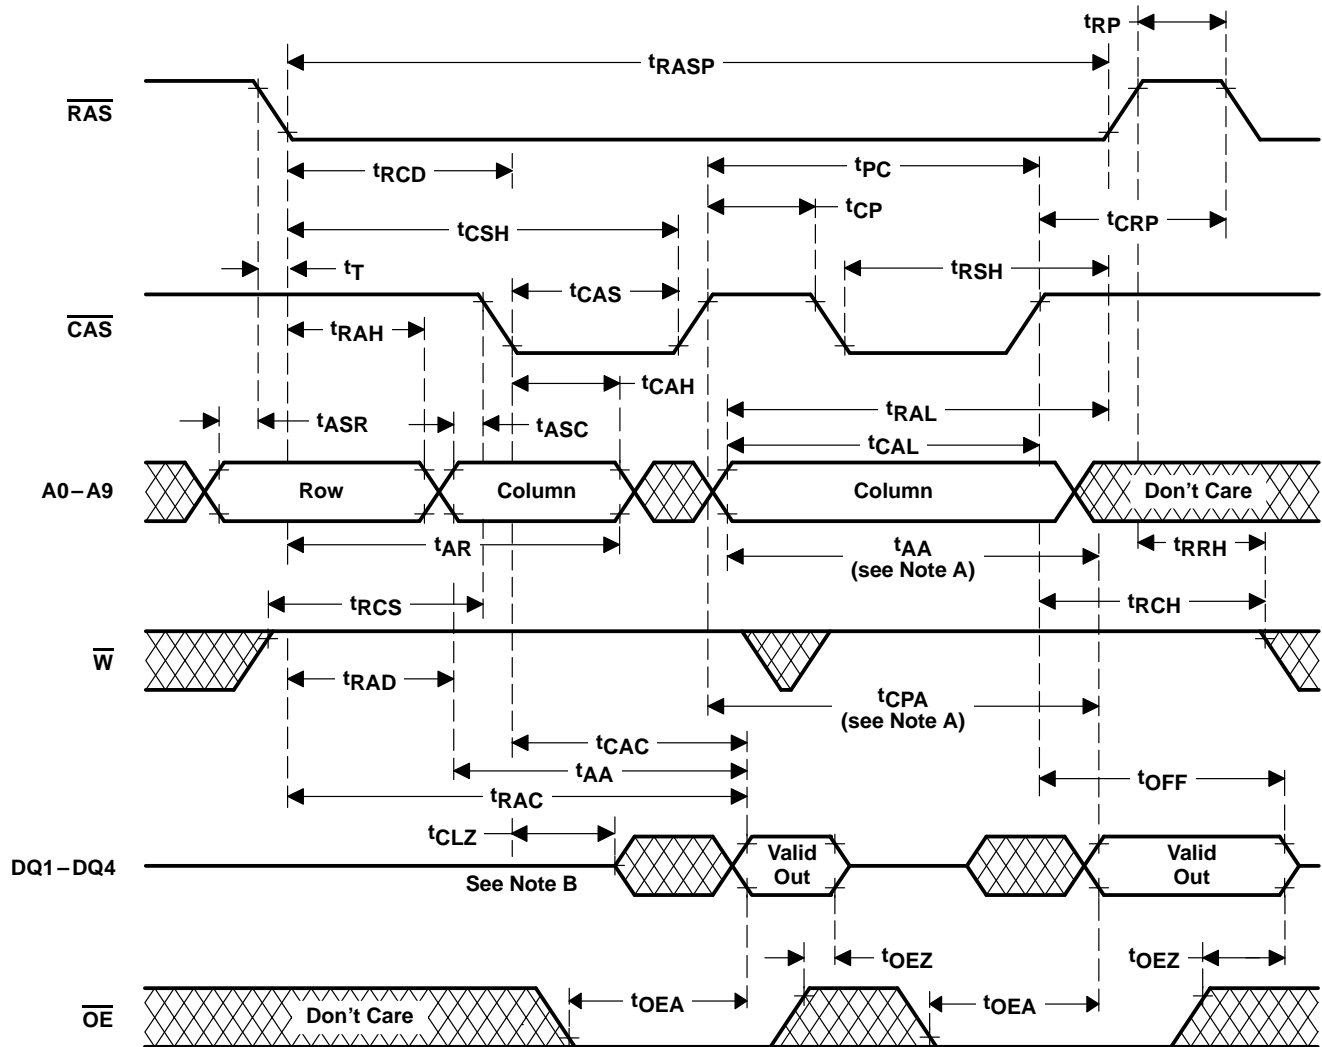 tRP
tRASP
RAS
tRCD
tPC
tCP
tCSH
tCRP
tT
tCAS
tRSH
CAS
tRAH
tCAH
tASR
tASC
tRAL
tCAL
A0–A9
Row
Column
Column
Don't Care
tAR
tAA
(see Note A)
tRRH
tRCS
tRCH
W
tRAD
tCPA
(see Note A)
tCAC
tAA
tOFF
tRAC
tCLZ
DQ1–DQ4
Valid
Out
Valid
Out
See Note B
tOEZ
tOEZ
tOEA
tOEA
OE
Don't Care